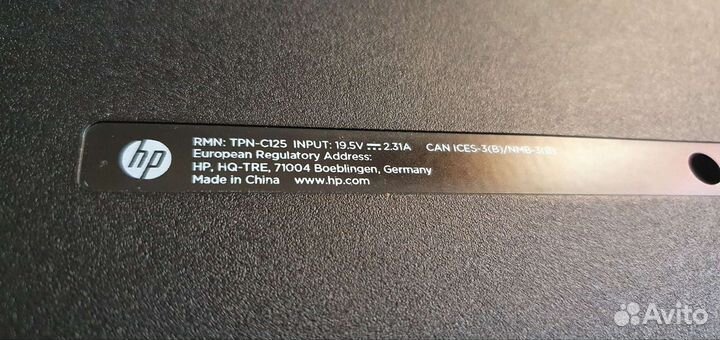 hp
RMN: TPN-C125 INPUT: 19.5V⎓2.31A CAN ICES-3(B)/NMB-3(B)
European Regulatory Address:
HP, HQ-TRE, 71004 Boeblingen, Germany
Made in China www.hp.com
Avito